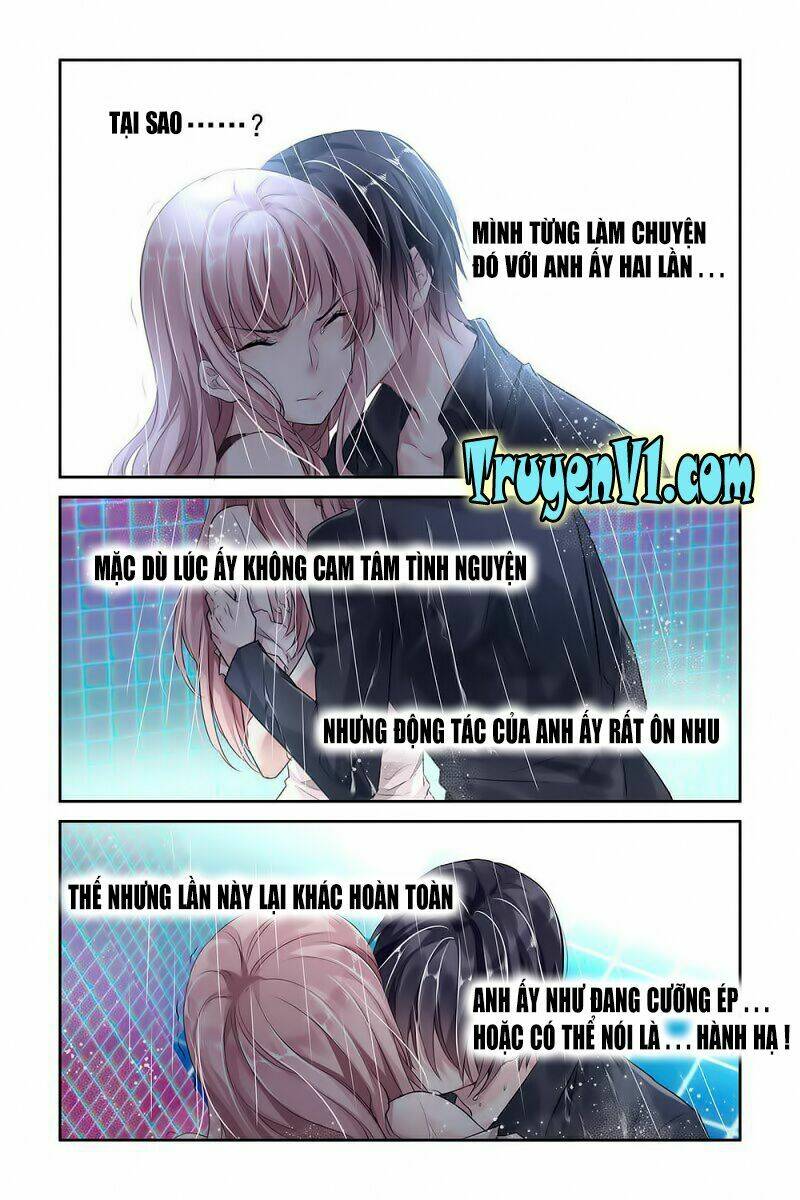 TẠI SAO ......?
MÌNH TỪNG LÀM CHUYỆN
ĐÓ VỚI ANH ẤY HAI LẦN ...
TruyenV1.com
MẶC DÙ LÚC ẤY KHÔNG CAM TÂM TÌNH NGUYỆN
NHƯNG ĐỘNG TÁC CỦA ANH ẤY RẤT ÔN NHU
THẾ NHƯNG LẦN NÀY LẠI KHÁC HOÀN TOÀN
ANH ẤY NHƯ ĐANG CƯỠNG ÉP ...
HOẶC CÓ THỂ NÓI LÀ ... HÀNH HẠ !